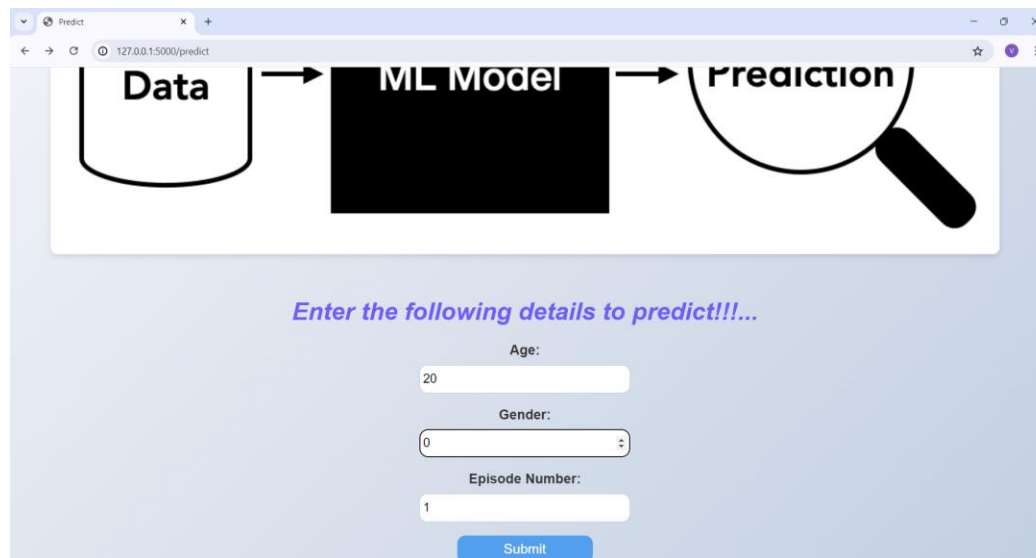 Predict
127.0.0.1:5000/predict
V
Data
ML Model
Prediction
Enter the following details to predict!!!...
Age:
20
Gender:
0
Episode Number:
1
Submit